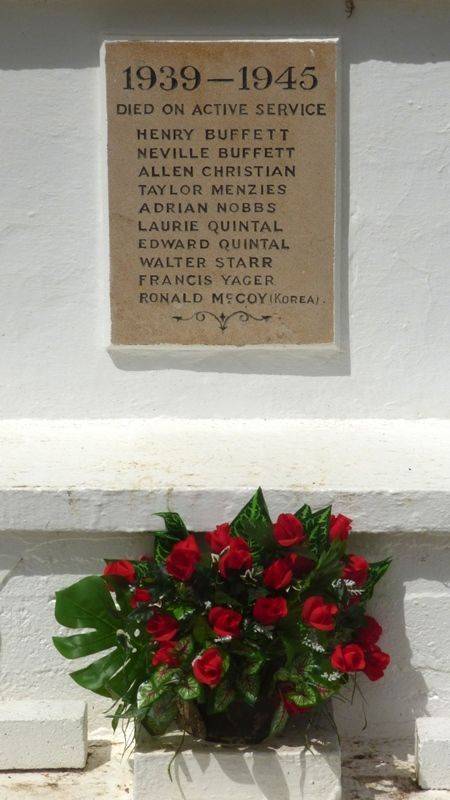 1939-1945
DIED ON ACTIVE SERVICE
HENRY BUFFETT
NEVILLE BUFFETT
ALLEN CHRISTIAN
TAYLOR MENZIES
ADRIAN NOBBS
LAURIE QUINTAL
EDWARD QUINTAL
WALTER STARR
FRANCIS YAGER
RONALD McCOY (KOREA).